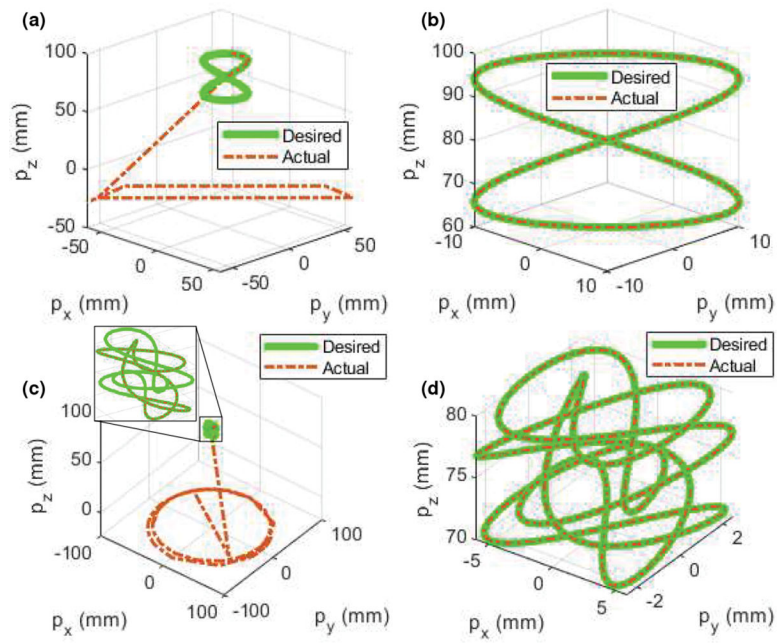 (a)
100
50
0
-50
p_z (mm)
Desired
Actual
-50
0
50
p_x (mm)
-50
0
50
p_y (mm)
(b)
100
90
80
70
60
p_z (mm)
Desired
Actual
-10
0
10
p_x (mm)
-10
0
10
p_y (mm)
(c)
100
50
0
p_z (mm)
Desired
Actual
-100
0
100
p_x (mm)
-100
0
100
p_y (mm)
(d)
80
75
70
p_z (mm)
Desired
Actual
-5
0
5
p_x (mm)
-2
0
2
p_y (mm)